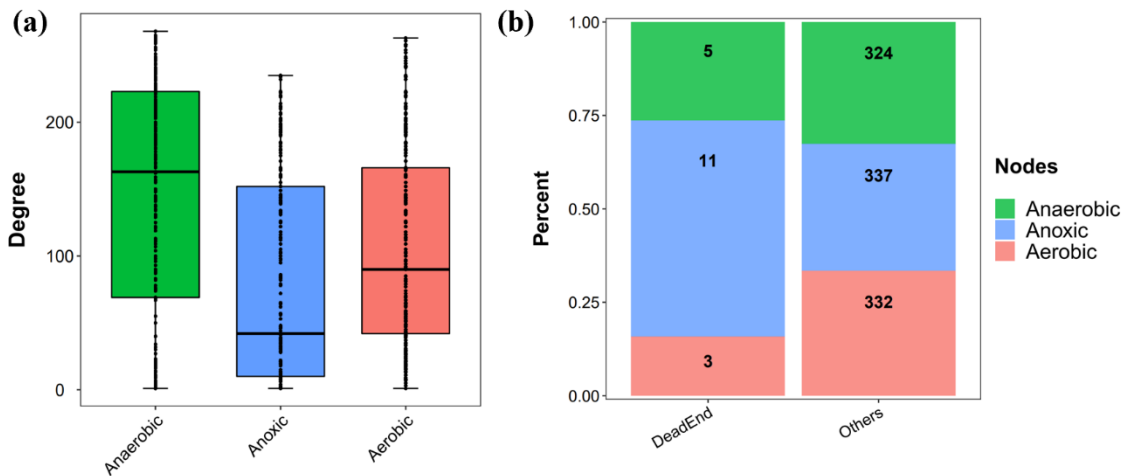 (a)
Degree
200
100
0
Anaerobic
Anoxic
Aerobic
(b)
Percent
1.00
0.75
0.50
0.25
0.00
5
324
11
337
3
332
DeadEnd
Others
Nodes
Anaerobic
Anoxic
Aerobic